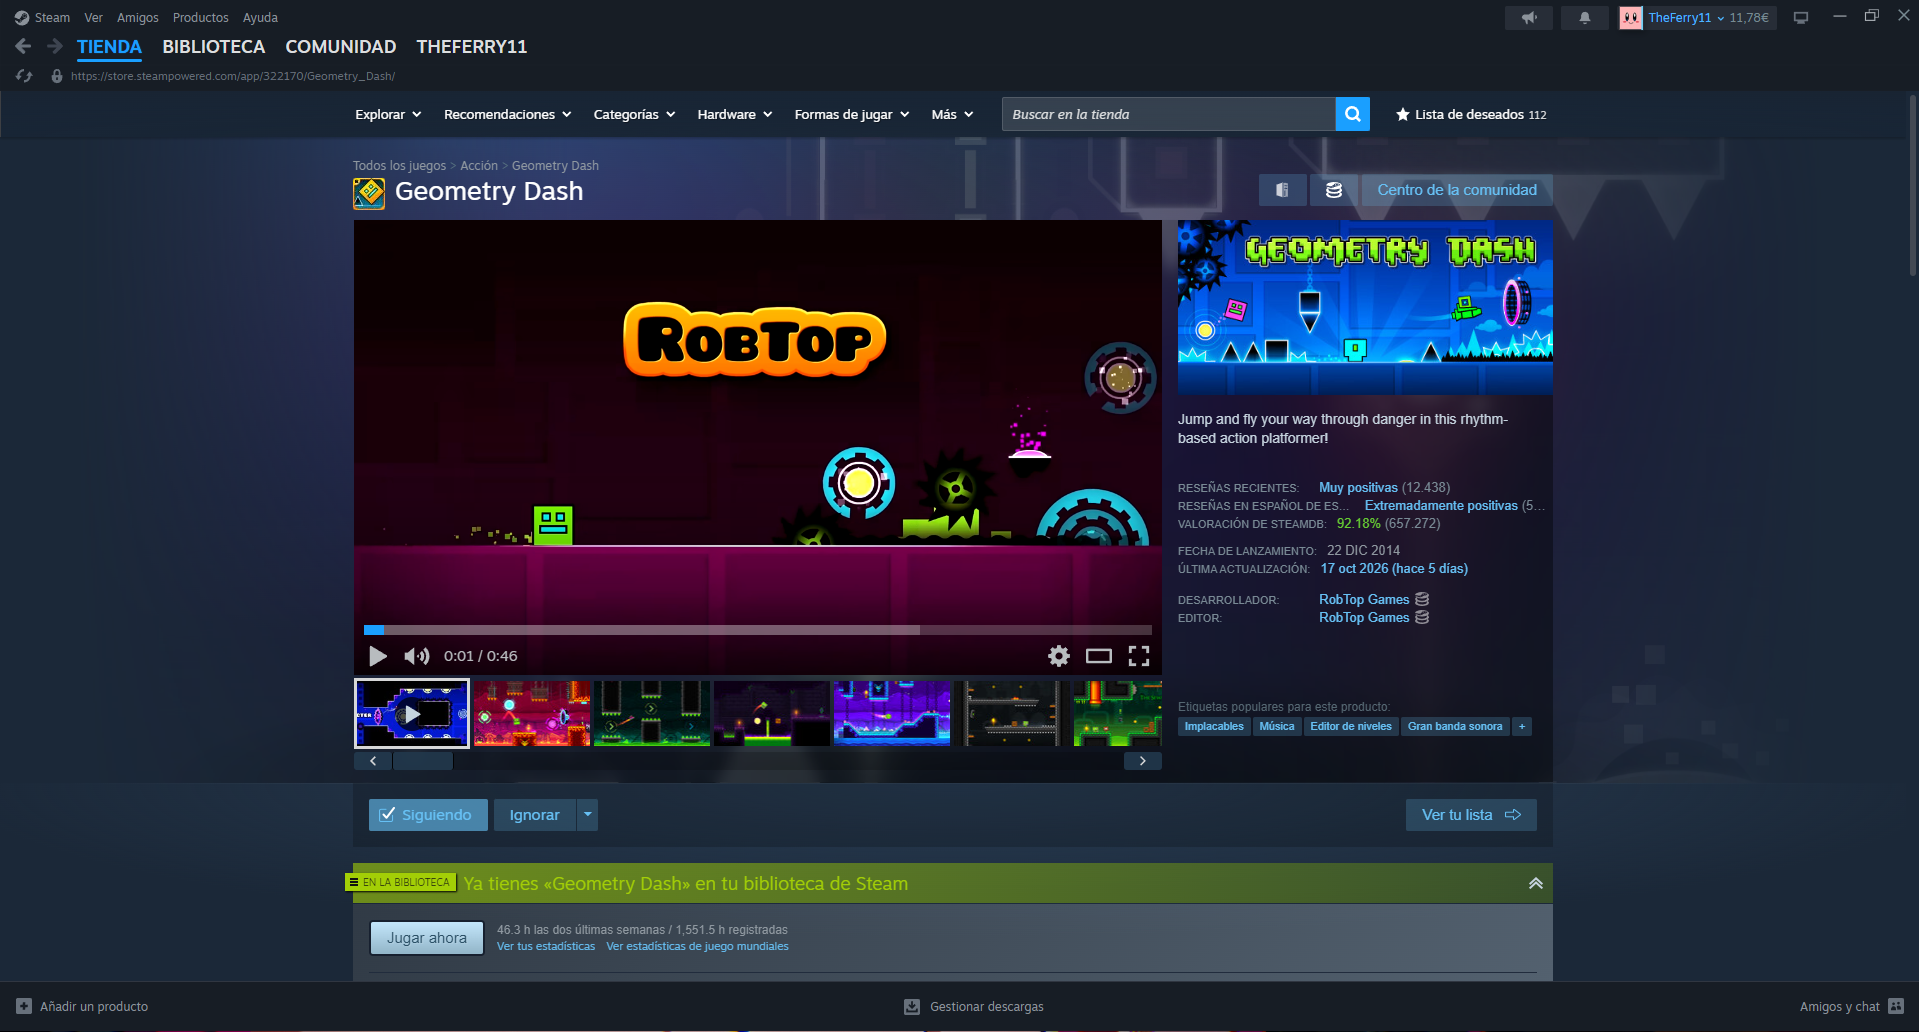 Steam Ver Amigos Productos Ayuda
TheFerry11 11,78€
TIENDA BIBLIOTECA COMUNIDAD THEFERRY11
https://store.steampowered.com/app/322170/Geometry_Dash/
Explorar Recomendaciones Categorías Hardware Formas de jugar Más Buscar en la tienda Lista de deseados 112
Todos los juegos > Acción > Geometry Dash
Geometry Dash
Centro de la comunidad
ROBTOP
GEOMETRY DASH
Jump and fly your way through danger in this rhythm-
based action platformer!
RESEÑAS RECIENTES: Muy positivas (12.438)
RESEÑAS EN ESPAÑOL DE ES... Extremadamente positivas (5...
VALORACIÓN DE STEAMDB: 92.18% (657.272)
FECHA DE LANZAMIENTO: 22 DIC 2014
ÚLTIMA ACTUALIZACIÓN: 17 oct 2026 (hace 5 días)
DESARROLLADOR: RobTop Games
EDITOR: RobTop Games
0:01 / 0:46
Etiquetas populares para este producto:
Implacables Música Editor de niveles Gran banda sonora +
Siguiendo Ignorar Ver tu lista
EN LA BIBLIOTECA Ya tienes «Geometry Dash» en tu biblioteca de Steam
Jugar ahora
46.3 h las dos últimas semanas / 1,551.5 h registradas
Ver tus estadísticas Ver estadísticas de juego mundiales
Añadir un producto Gestionar descargas Amigos y chat